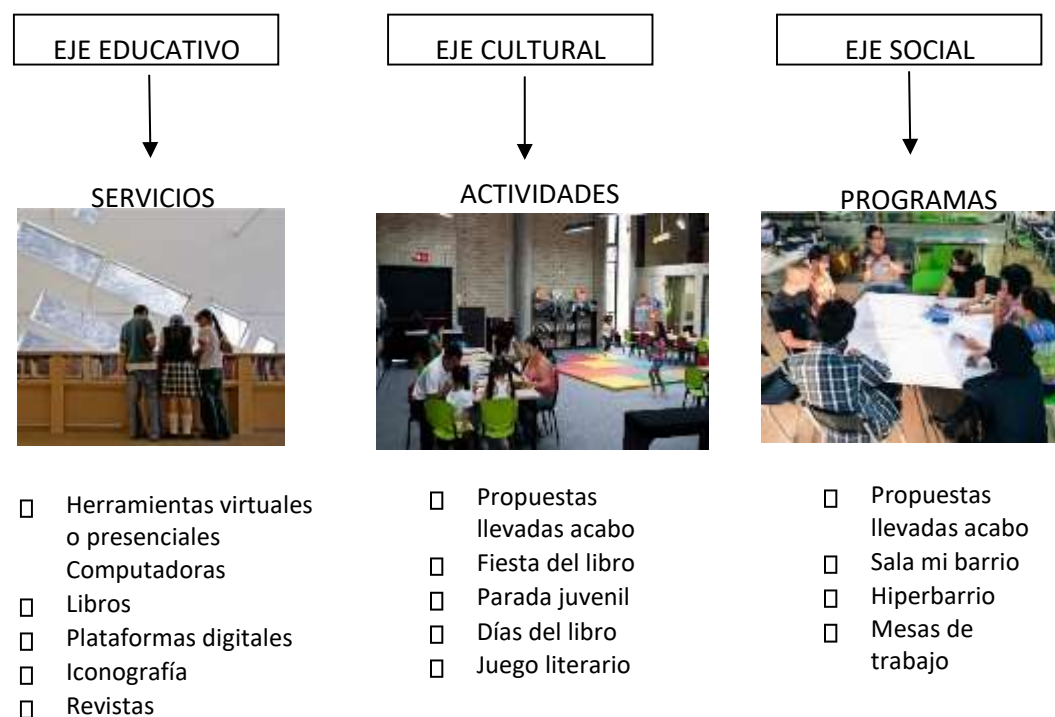 EJE EDUCATIVO
SERVICIOS
Herramientas virtuales
o presenciales
Computadoras
Libros
Plataformas digitales
Iconografía
Revistas
EJE CULTURAL
ACTIVIDADES
Propuestas
llevadas acabo
Fiesta del libro
Parada juvenil
Días del libro
Juego literario
EJE SOCIAL
PROGRAMAS
Propuestas
llevadas acabo
Sala mi barrio
Hiperbarrio
Mesas de
trabajo